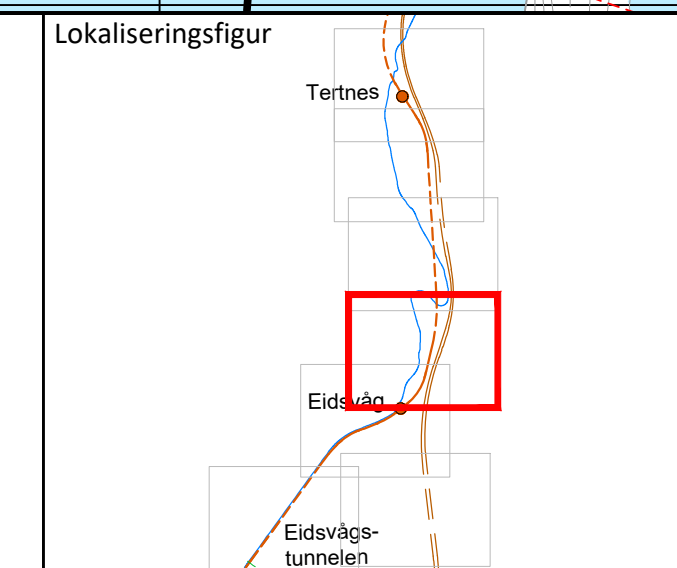 Lokaliseringsfigur
Tertnes
Eidsvåg
Eidsvågs-
tunnelen